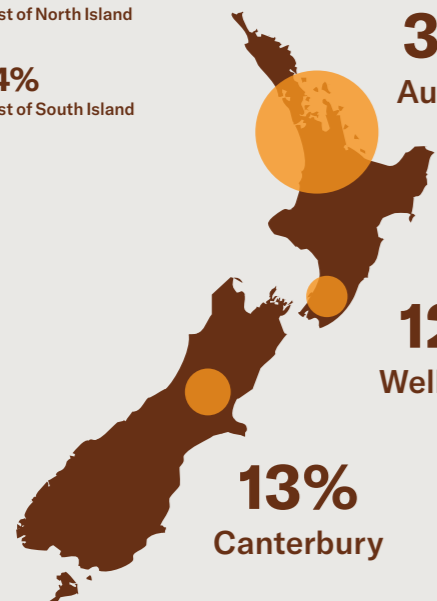 st of North Island
4%
st of South Island
3
Au
12
Well
13%
Canterbury